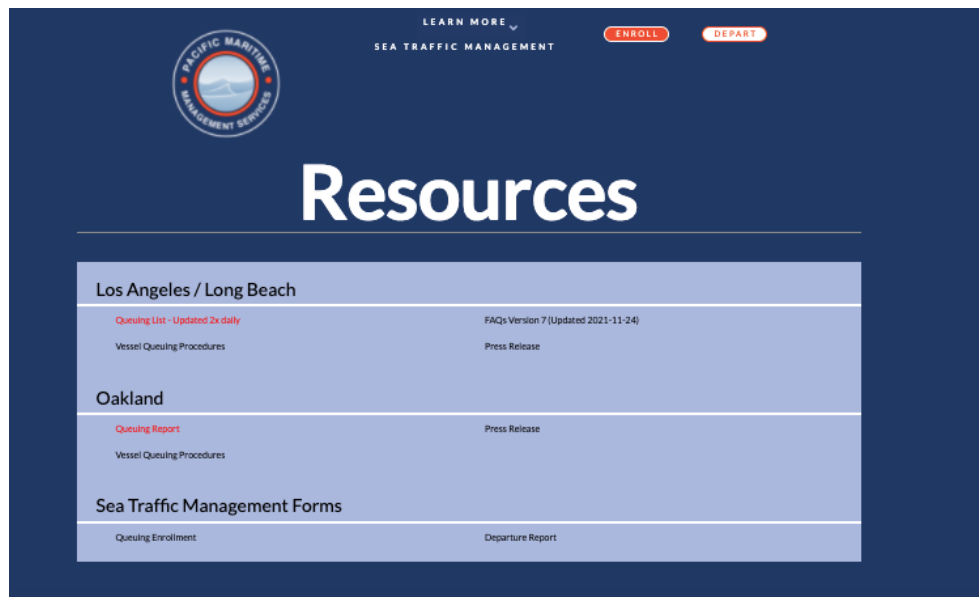 LEARN MORE
SEA TRAFFIC MANAGEMENT
ENROLL
DEPART
PACIFIC MARITIME
MANAGEMENT SERVICES
Resources
Los Angeles / Long Beach
Queuing List - Updated 2x daily
FAQs Version 7 (Updated 2021-11-24)
Vessel Queuing Procedures
Press Release
Oakland
Queuing Report
Press Release
Vessel Queuing Procedures
Sea Traffic Management Forms
Queuing Enrollment
Departure Report